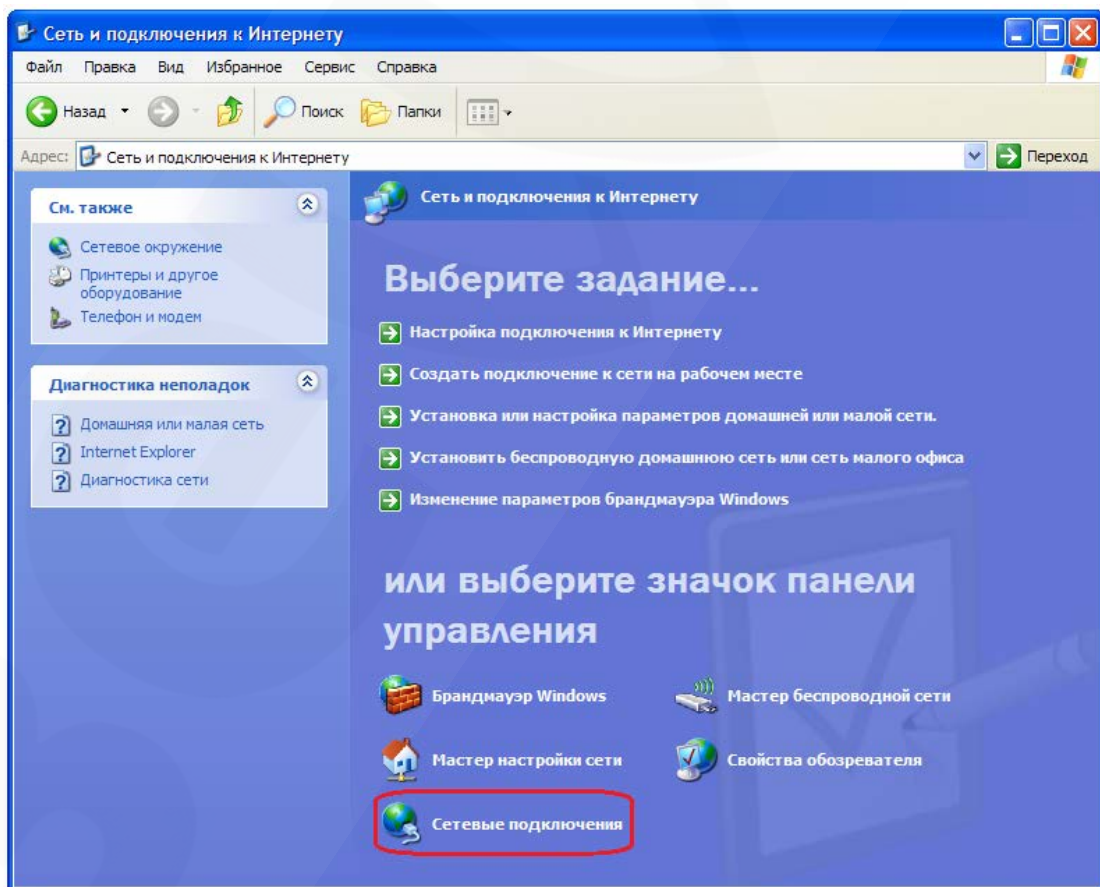 Сеть и подключения к Интернету
Файл Правка Вид Избранное Сервис Справка
Назад Поиск Папки
Адрес: Сеть и подключения к Интернету Переход
См. также
Сетевое окружение
Принтеры и другое
оборудование
Телефон и модем
Диагностика неполадок
Домашняя или малая сеть
Internet Explorer
Диагностика сети
Сеть и подключения к Интернету
Выберите задание...
Настройка подключения к Интернету
Создать подключение к сети на рабочем месте
Установка или настройка параметров домашней или малой сети.
Установить беспроводную домашнюю сеть или сеть малого офиса
Изменение параметров брандмауэра Windows
или выберите значок панели
управления
Брандмауэр Windows Мастер беспроводной сети
Мастер настройки сети Свойства обозревателя
Сетевые подключения